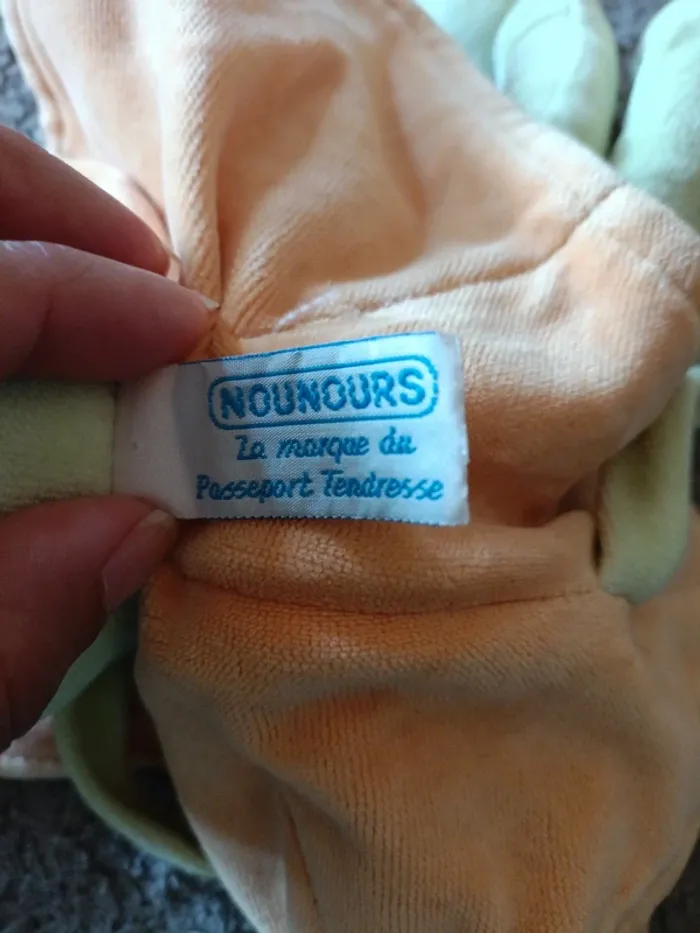 NOUNOURS
La marque du
Passeport Tendresse